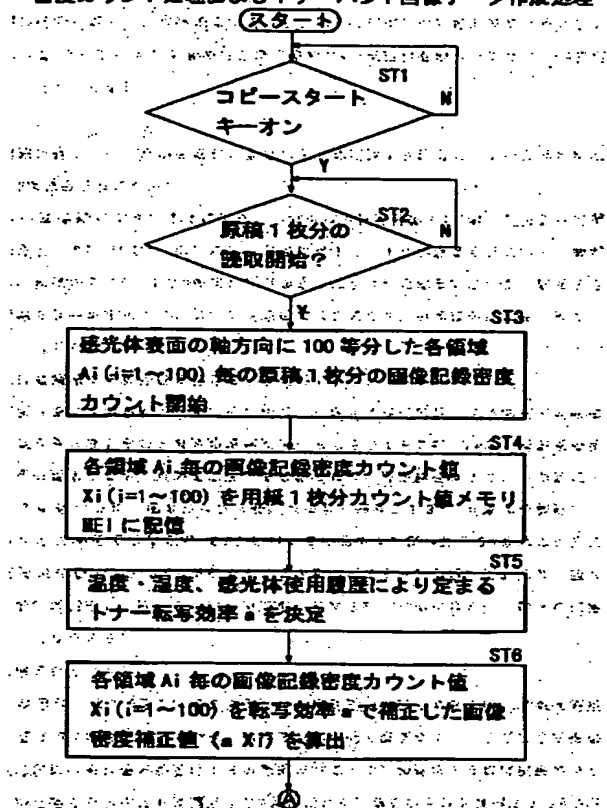 スタート
ST1
コピースタート
キーオン
N
Y
ST2
原稿1枚分の
読取開始?
N
Y
ST3
感光体表面の軸方向に 100 等分した各領域
Ai(i=1～100) 毎の原稿1枚分の画像記録密度
カウント開始
ST4
各領域 Ai 毎の画像記録密度カウント値
Xi(i=1～100) を用紙1枚分カウント値メモリ
ME1 に記憶
ST5
温度・湿度、感光体使用履歴により定まる
トナー転写効率 a を決定
ST6
各領域 Ai 毎の画像記録密度カウント値
Xi(i=1～100) を転写効率 a で補正した画像
密度補正値 (a Xi) を算出
A